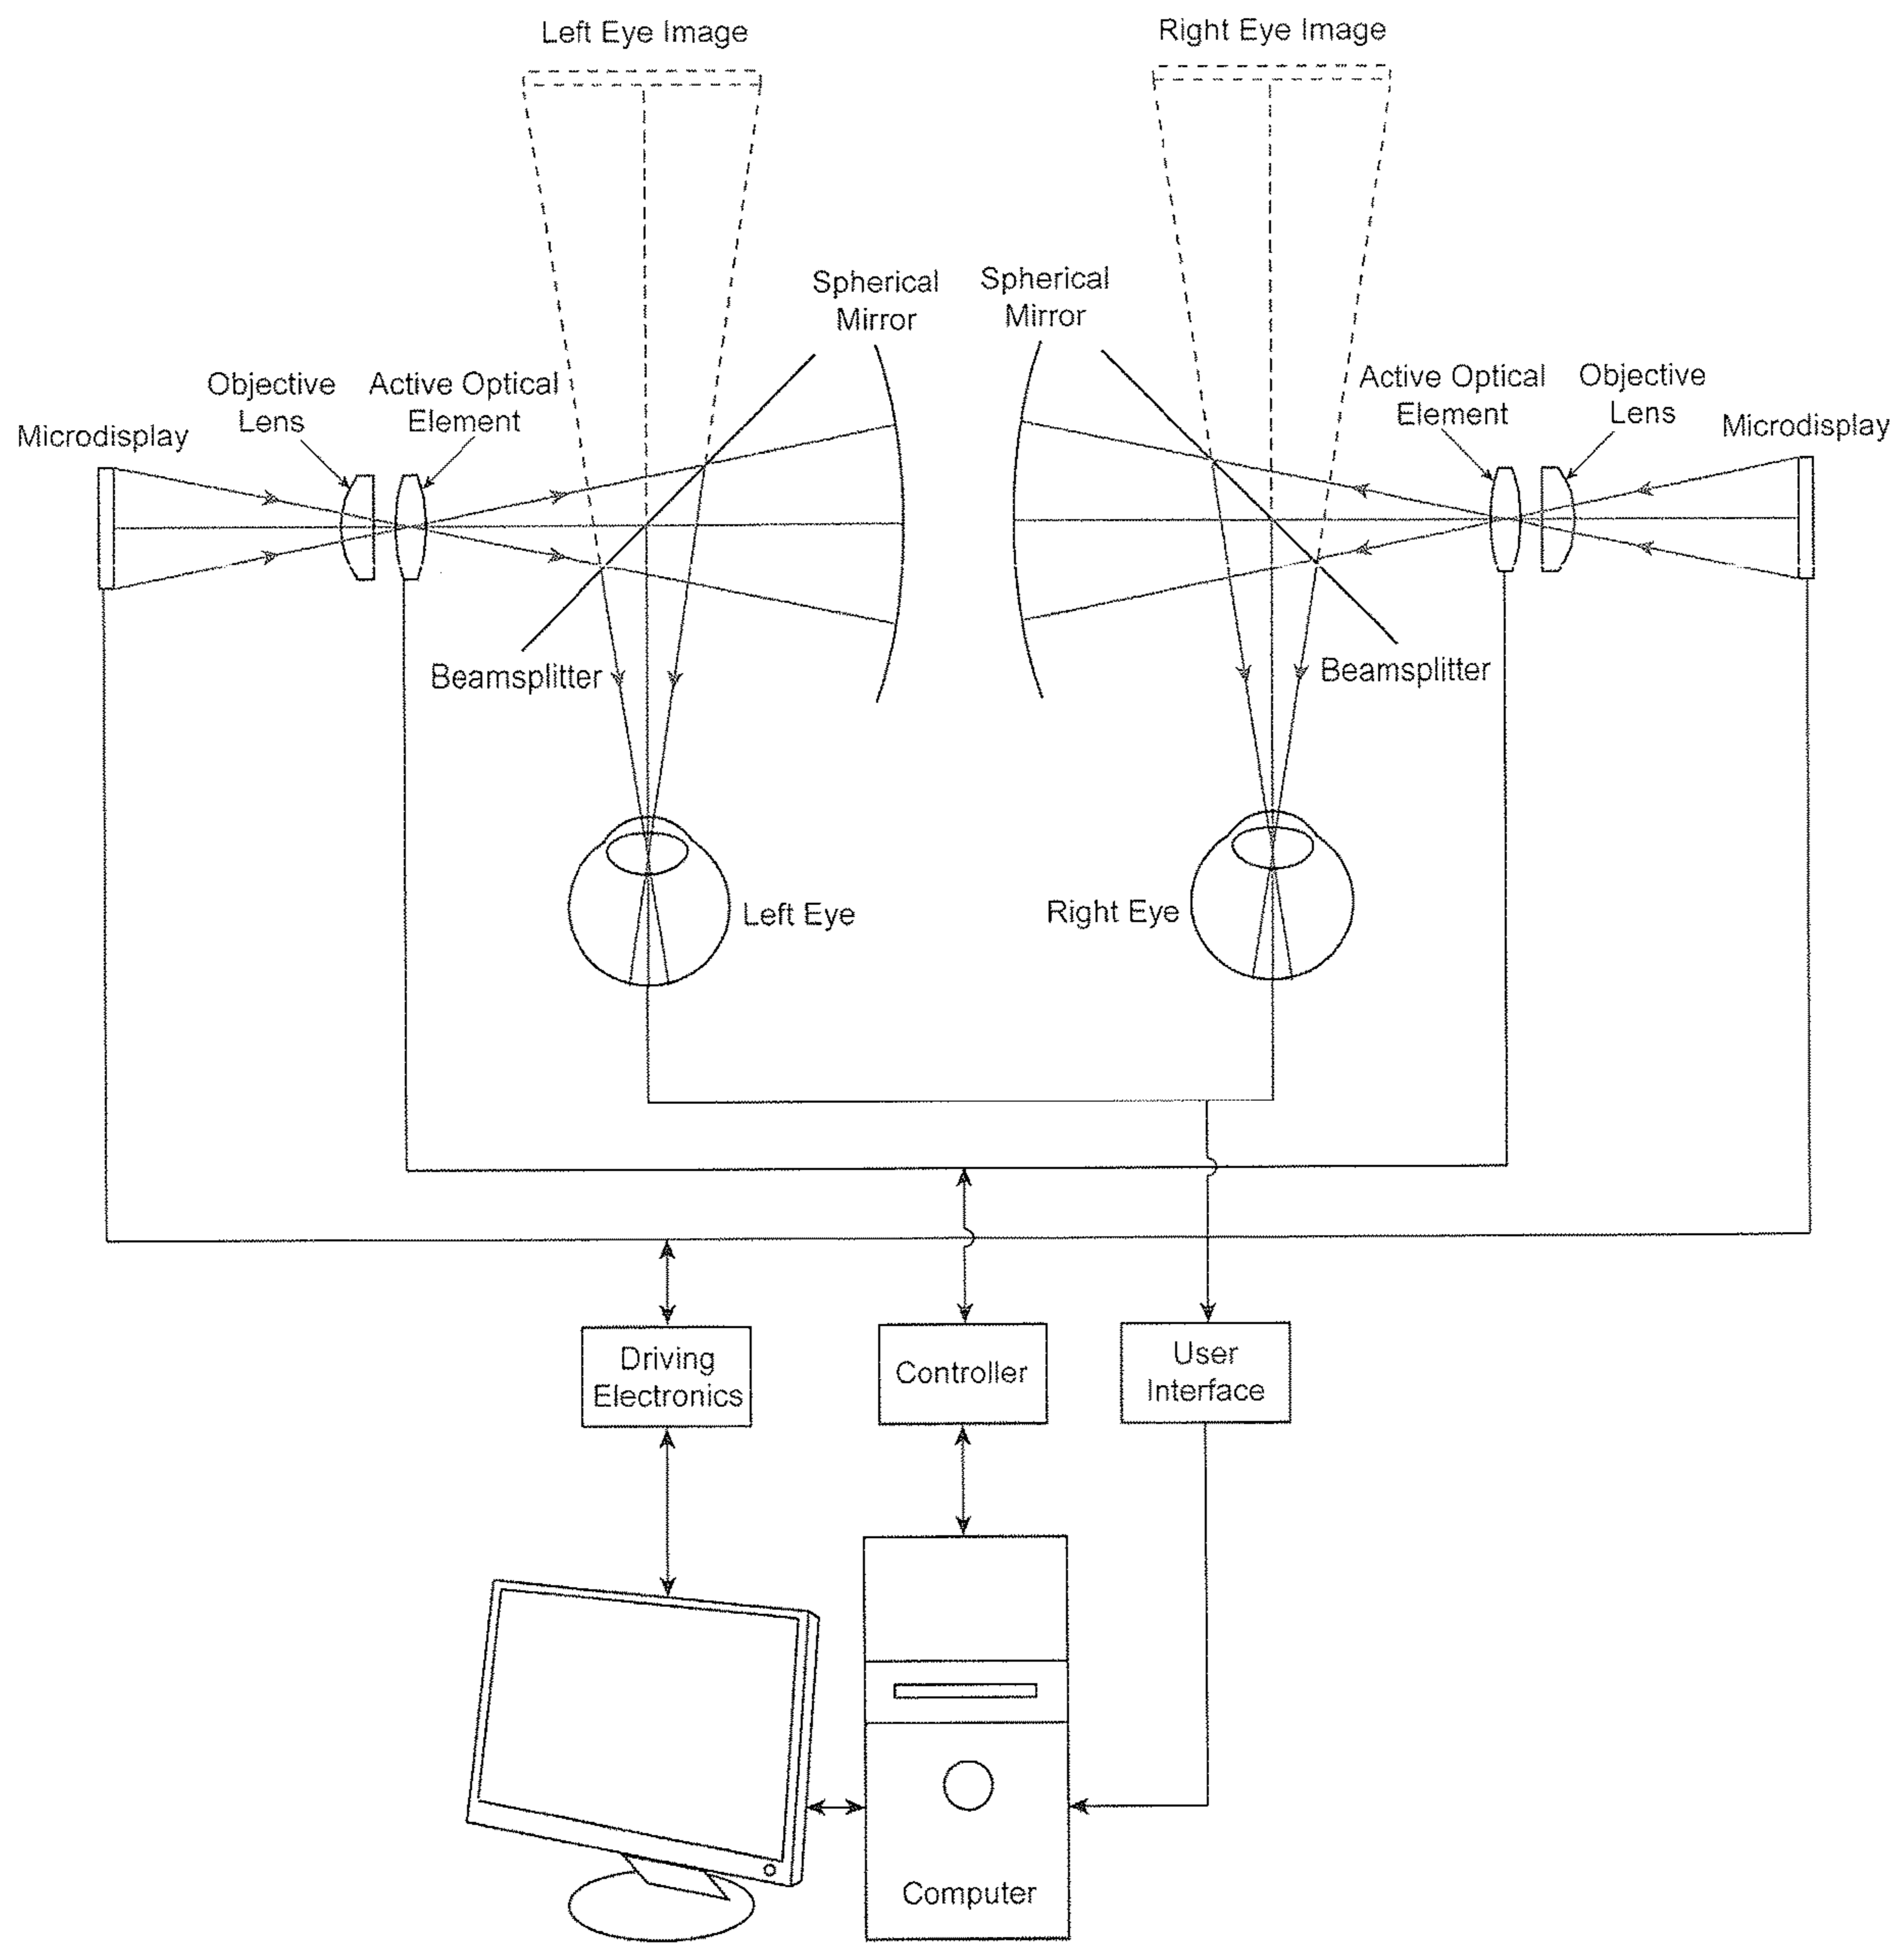 Left Eye Image
Right Eye Image
Spherical
Mirror
Spherical
Mirror
Objective
Lens
Active Optical
Element
Active Optical
Element
Objective
Lens
Microdisplay
Microdisplay
Beamsplitter
Beamsplitter
Left Eye
Right Eye
Driving
Electronics
Controller
User
Interface
Computer